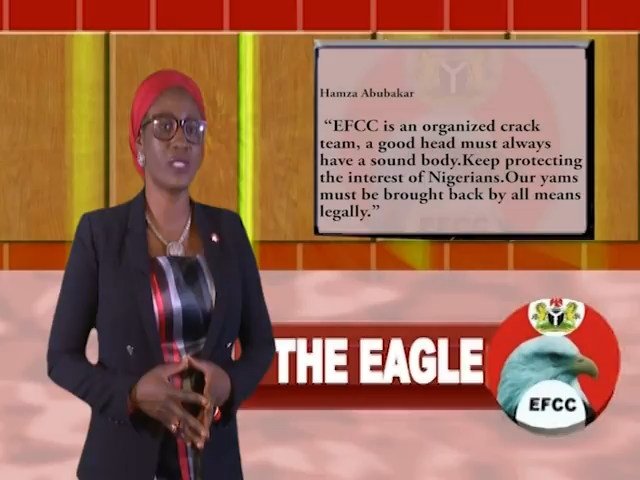 Hamza Abubakar
“EFCC is an organized crack
team, a good head must always
have a sound body.Keep protecting
the interest of Nigerians.Our yams
must be brought back by all means
legally.”
THE EAGLE
EFCC